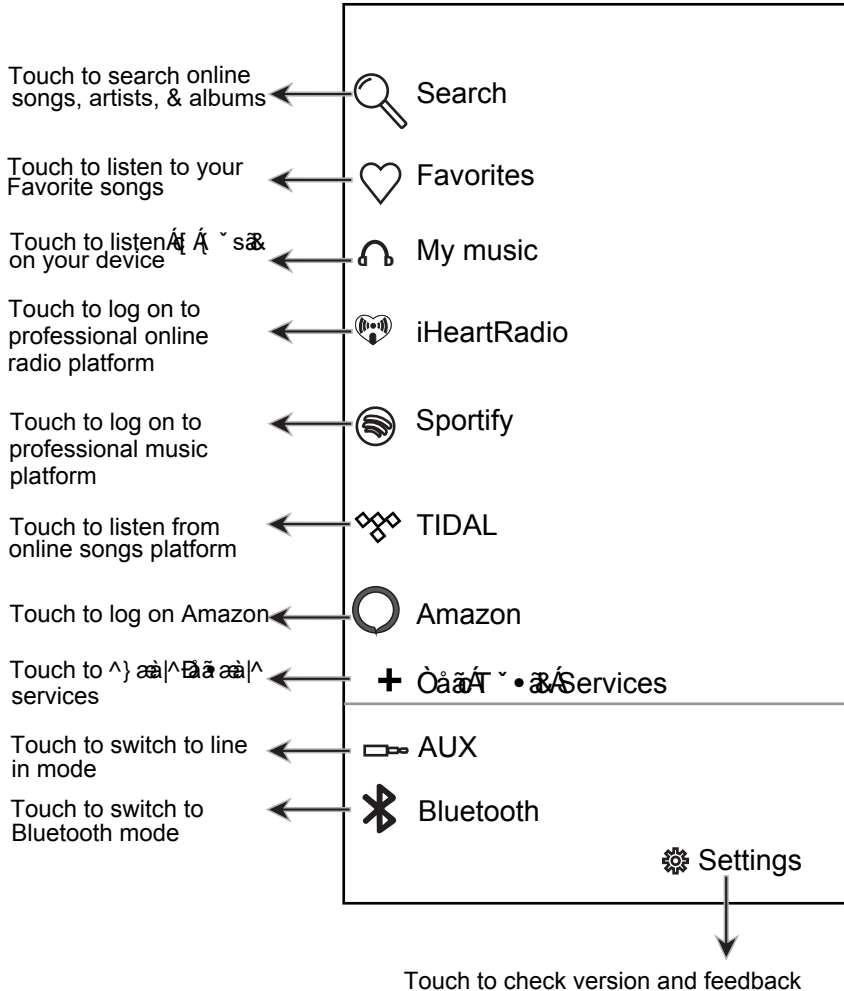 Touch to search online
songs, artists, & albums
Search
Touch to listen to your
Favorite songs
Favorites
Touch to listen
on your device
My music
Touch to log on to
professional online
radio platform
iHeartRadio
Touch to log on to
professional music
platform
Sportify
Touch to listen from
online songs platform
TIDAL
Touch to log on Amazon
Amazon
Touch to
services
+ Services
Touch to switch to line
in mode
AUX
Touch to switch to
Bluetooth mode
Bluetooth
Settings
Touch to check version and feedback